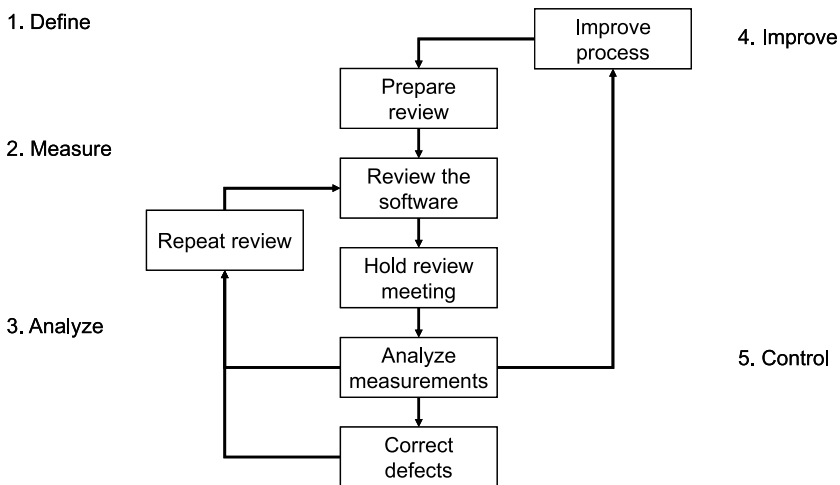 1. Define
Improve
process
4. Improve
Prepare
review
2. Measure
Review the
software
Repeat review
Hold review
meeting
3. Analyze
Analyze
measurements
5. Control
Correct
defects